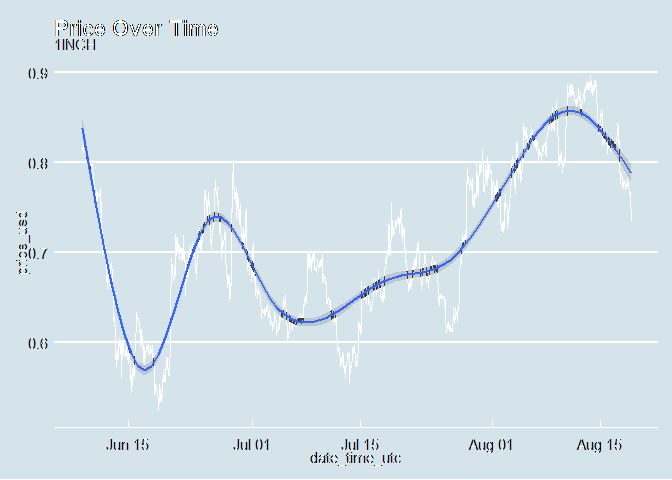 Price Over Time
1INCH
0.9
0.8
0.7
0.6
price_usd
Jun 15 Jul 01 Jul 15 Aug 01 Aug 15
date_time_utc